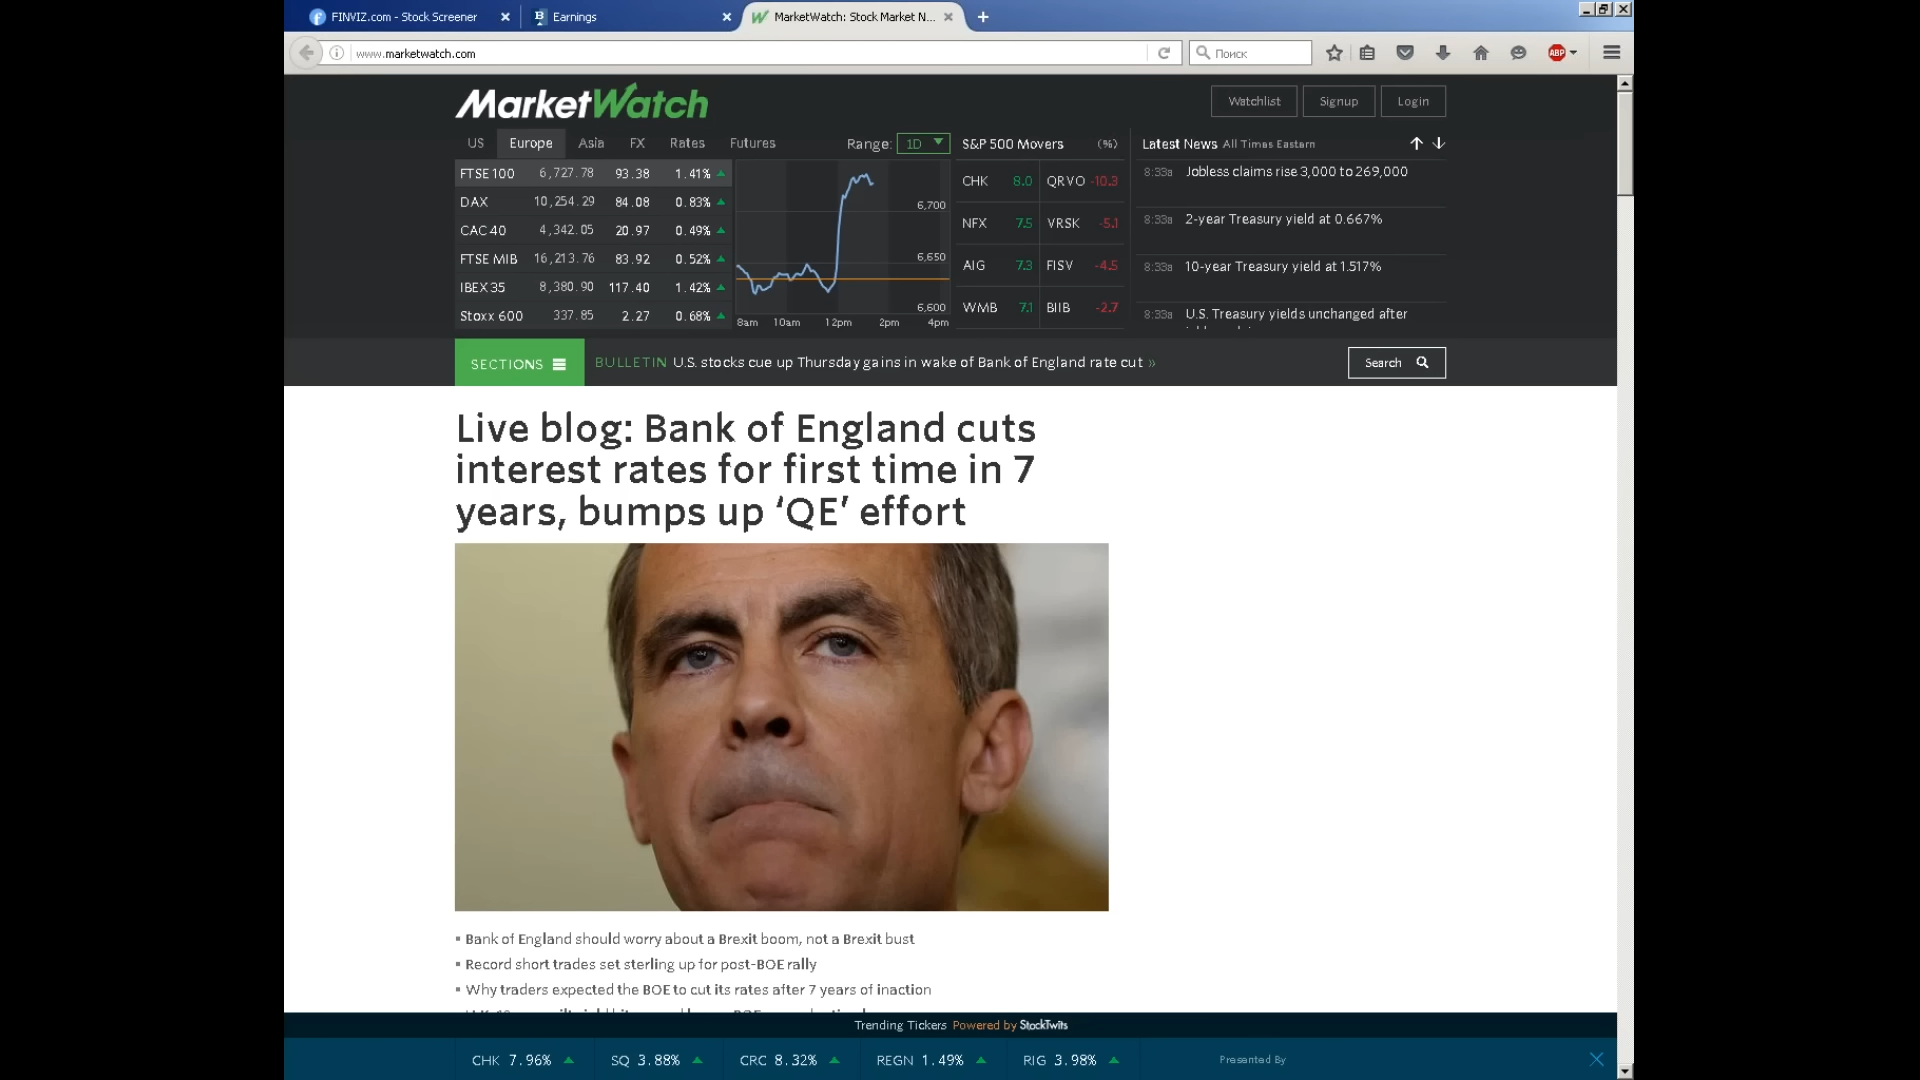 FINVIZ.com - Stock Screener
Earnings
MarketWatch: Stock Market N...
www.marketwatch.com
Поиск
ABP
MarketWatch
Watchlist
Signup
Login
US Europe Asia FX Rates Futures
Range: 1D
S&P 500 Movers (%)
Latest News All Times Eastern
FTSE 100 6,727.78 93.38 1.41%
DAX 10,254.29 84.08 0.83%
CAC 40 4,342.05 20.97 0.49%
FTSE MIB 16,213.76 83.92 0.52%
IBEX 35 8,380.90 117.40 1.42%
Stoxx 600 337.85 2.27 0.68%
6,700
6,650
6,600
8am 10am 12pm 2pm 4pm
CHK 8.0 QRVO -10.3
NFX 7.5 VRSK -5.1
AIG 7.3 FISV -4.5
WMB 7.1 BIIB -2.7
8:33a Jobless claims rise 3,000 to 269,000
8:33a 2-year Treasury yield at 0.667%
8:33a 10-year Treasury yield at 1.517%
8:33a U.S. Treasury yields unchanged after
SECTIONS
BULLETIN U.S. stocks cue up Thursday gains in wake of Bank of England rate cut »
Search
Live blog: Bank of England cuts
interest rates for first time in 7
years, bumps up ‘QE’ effort
▪ Bank of England should worry about a Brexit boom, not a Brexit bust
▪ Record short trades set sterling up for post-BOE rally
▪ Why traders expected the BOE to cut its rates after 7 years of inaction
Trending Tickers Powered by StockTwits
CHK 7.96% SQ 3.88% CRC 8.32% REGN 1.49% RIG 3.98% Presented By